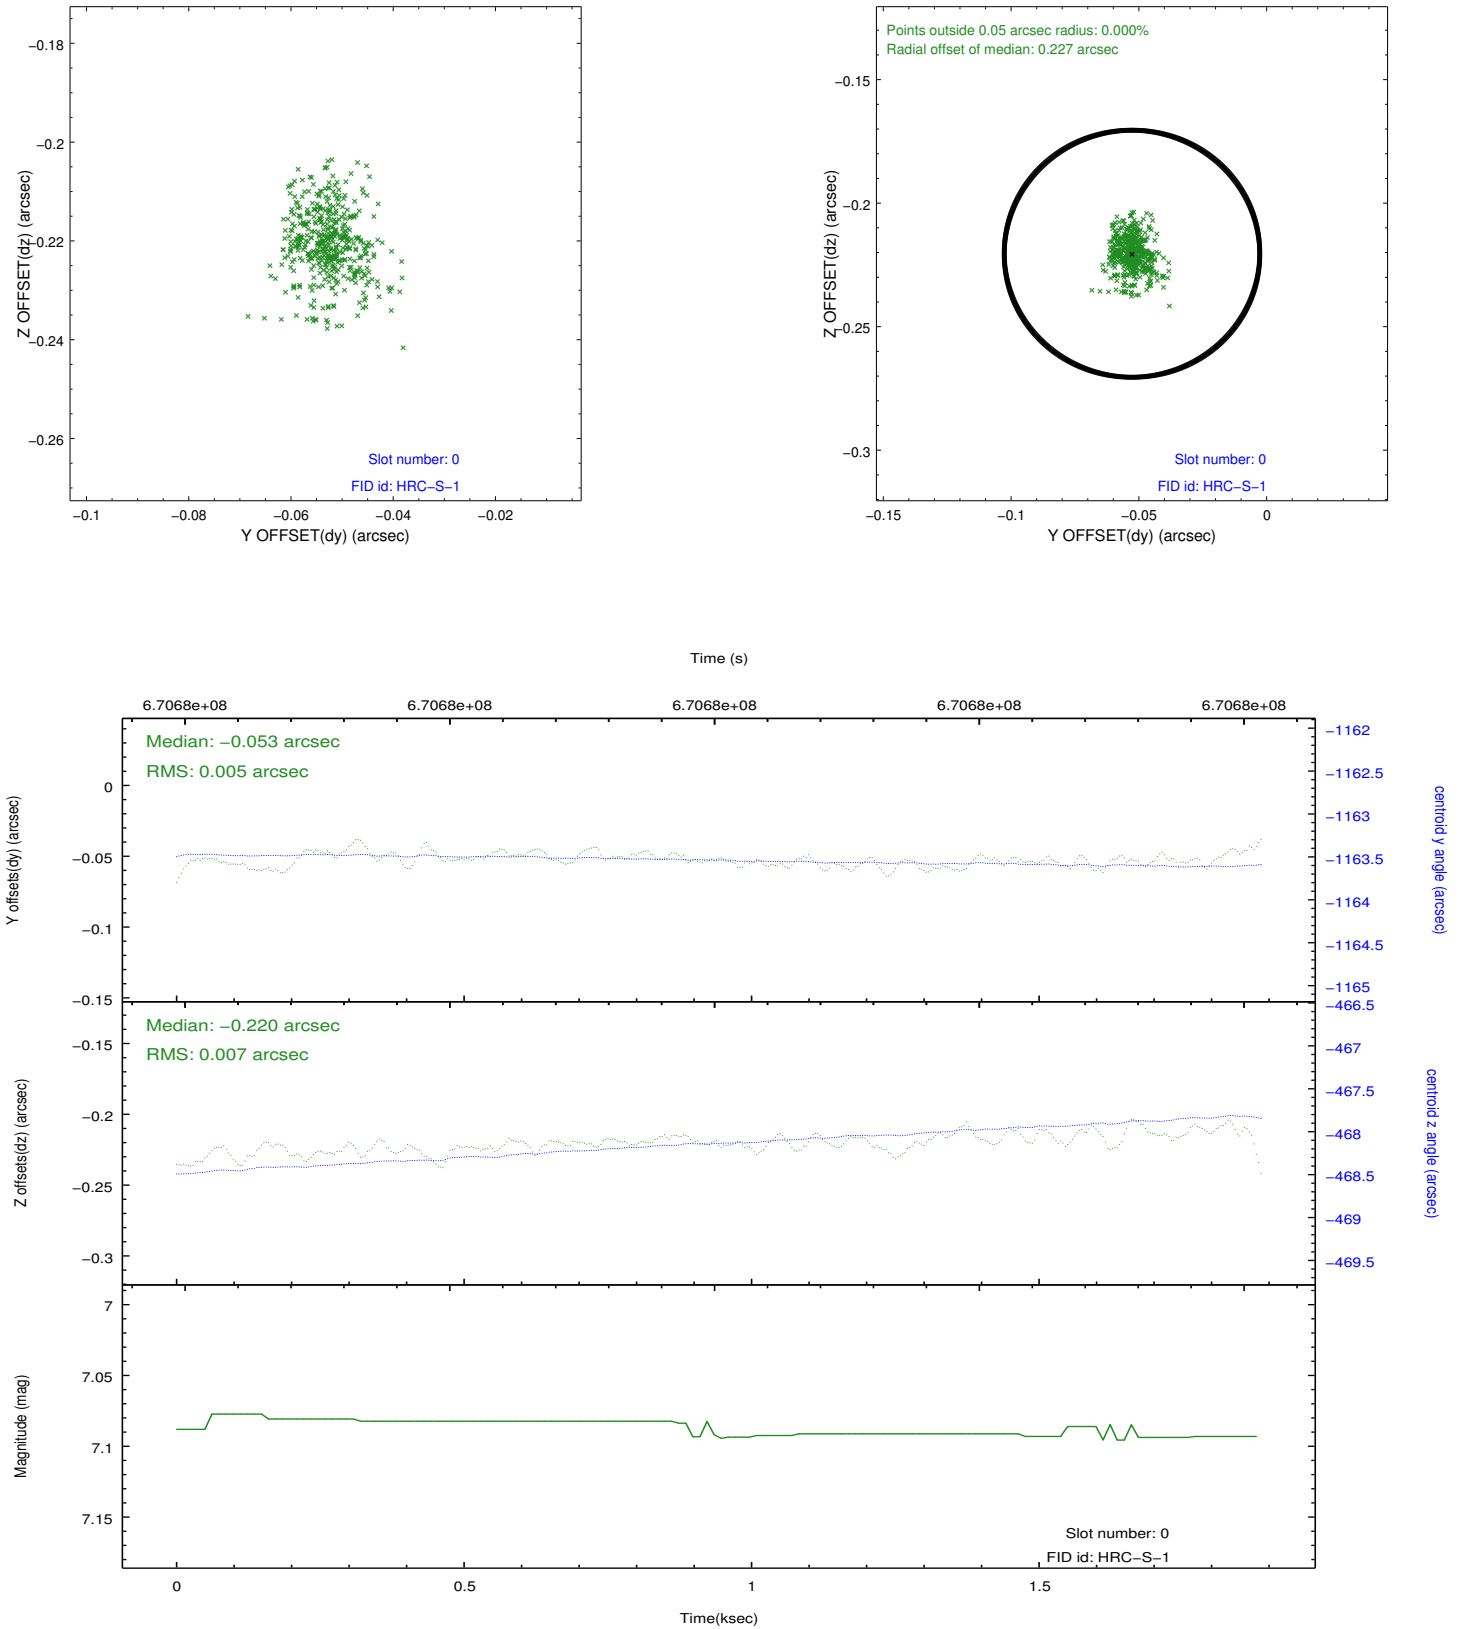 −0.18
−0.2
−0.22
−0.24
−0.26
Z OFFSET(dz) (arcsec)
Slot number: 0
FID id: HRC−S−1
−0.1 −0.08 −0.06 −0.04 −0.02
Y OFFSET(dy) (arcsec)
Points outside 0.05 arcsec radius: 0.000%
Radial offset of median: 0.227 arcsec
−0.15
−0.2
−0.25
−0.3
Z OFFSET(dz) (arcsec)
Slot number: 0
FID id: HRC−S−1
−0.15 −0.1 −0.05 0
Y OFFSET(dy) (arcsec)
Time (s)
6.7068e+08 6.7068e+08 6.7068e+08 6.7068e+08 6.7068e+08
Median: −0.053 arcsec
RMS: 0.005 arcsec
0
−0.05
−0.1
−0.15
Y offsets(dy) (arcsec)
−1162
−1162.5
−1163
−1163.5
−1164
−1164.5
−1165
centroid y angle (arcsec)
Median: −0.220 arcsec
RMS: 0.007 arcsec
−0.15
−0.2
−0.25
−0.3
Z offsets(dz) (arcsec)
−466.5
−467
−467.5
−468
−468.5
−469
−469.5
centroid z angle (arcsec)
7
7.05
7.1
7.15
Magnitude (mag)
Slot number: 0
FID id: HRC−S−1
0 0.5 1 1.5
Time(ksec)